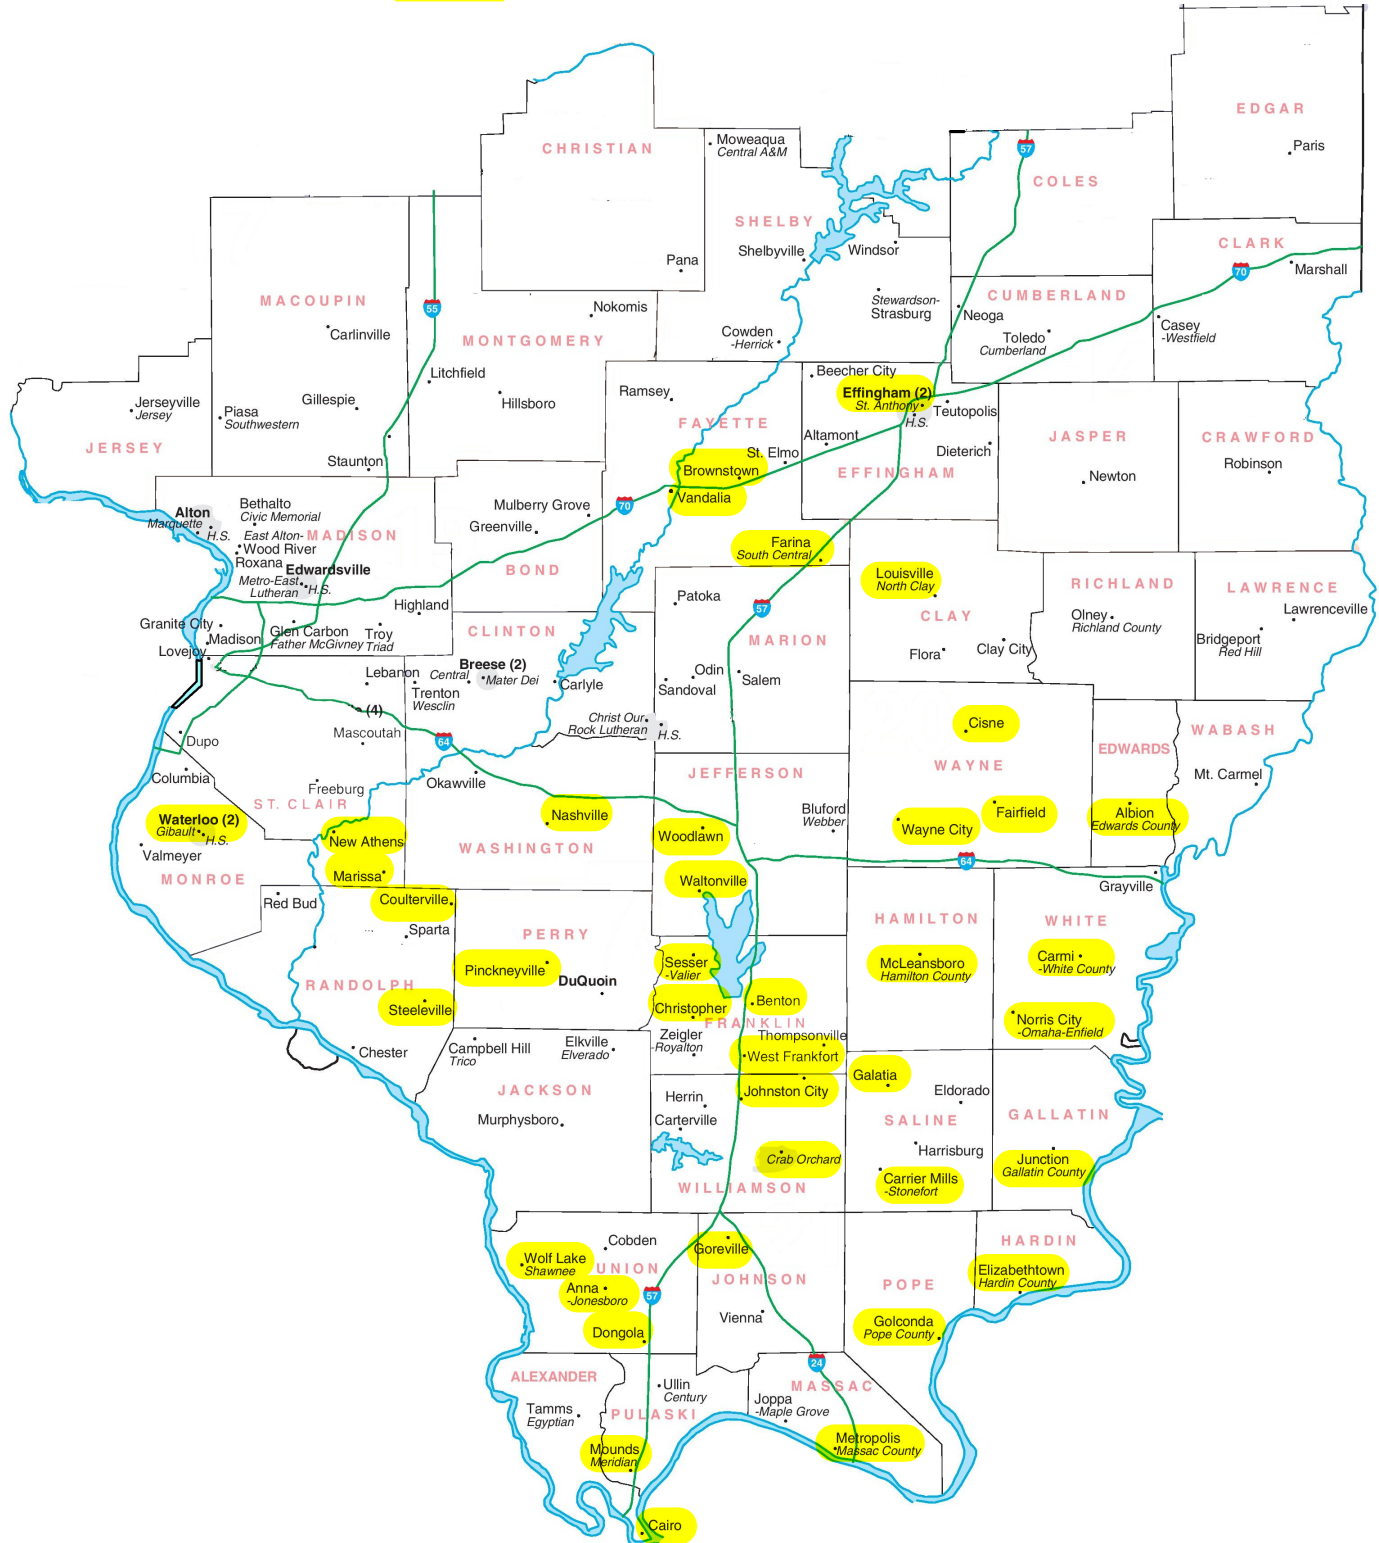 EDGAR
Paris
CHRISTIAN
Moweaqua
Central A&M
57
COLES
SHELBY
Shelbyville
Windsor
CLARK
70
Marshall
Pana
MACOUPIN
Carlinville
55
Nokomis
MONTGOMERY
Stewardson-
Strasburg
CUMBERLAND
Neoga
Toledo
Cumberland
Casey
-Westfield
Cowden
-Herrick
Litchfield
Hillsboro
Gillespie
Jerseyville
Jersey
Piasa
Southwestern
JERSEY
Staunton
Ramsey
Beecher City
Effingham (2)
St. Anthony
H.S.
Teutopolis
FAYETTE
Altamont
St. Elmo
Dieterich
EFFINGHAM
JASPER
Newton
CRAWFORD
Robinson
Brownstown
Vandalia
70
Mulberry Grove
Greenville
BOND
Alton
Marquette
H.S.
Bethalto
Civic Memorial
East Alton-
Wood River
MADISON
Roxana
Edwardsville
Metro-East
Lutheran
H.S.
Farina
South Central
Louisville
North Clay
CLAY
RICHLAND
Olney
Richland County
LAWRENCE
Lawrenceville
Bridgeport
Red Hill
Highland
Granite City
Madison
Lovejoy
Glen Carbon
Father McGivney
Troy
Triad
CLINTON
Patoka
57
MARION
Flora
Clay City
Lebanon
Central
Breese (2)
Mater Dei
Trenton
Wesclin
Carlyle
Odin
Sandoval
Salem
(4)
Mascoutah
64
Christ Our
Rock Lutheran
H.S.
Dupo
Columbia
Cisne
WAYNE
EDWARDS
WABASH
Mt. Carmel
Freeburg
ST. CLAIR
Okawville
JEFFERSON
Bluford
Webber
Waterloo (2)
Gibault
H.S.
Valmeyer
MONROE
New Athens
Marissa
Nashville
WASHINGTON
Woodlawn
Waltonville
Wayne City
Fairfield
Albion
Edwards County
64
Grayville
Red Bud
Coulterville
Sparta
RANDOLPH
Steeleville
Chester
PERRY
Pinckneyville
DuQuoin
Sesser
-Valier
Christopher
Benton
FRANKLIN
Zeigler
-Royalton
Thompsonville
West Frankfort
HAMILTON
McLeansboro
Hamilton County
WHITE
Carmi
-White County
Norris City
-Omaha-Enfield
Campbell Hill
Trico
Elkville
Elverado
JACKSON
Murphysboro
Johnston City
Herrin
Carterville
Crab Orchard
WILLIAMSON
Galatia
Eldorado
SALINE
Harrisburg
Carrier Mills
-Stonefort
GALLATIN
Junction
Gallatin County
Wolf Lake
Shawnee
Cobden
UNION
Anna
-Jonesboro
57
Dongola
Goreville
JOHNSON
Vienna
POPE
Golconda
Pope County
HARDIN
Elizabethtown
Hardin County
24
ALEXANDER
Tamms
Egyptian
Ullin
Century
PULASKI
Joppa
-Maple Grove
MASSAC
Metropolis
Massac County
Mounds
Meridian
Cairo